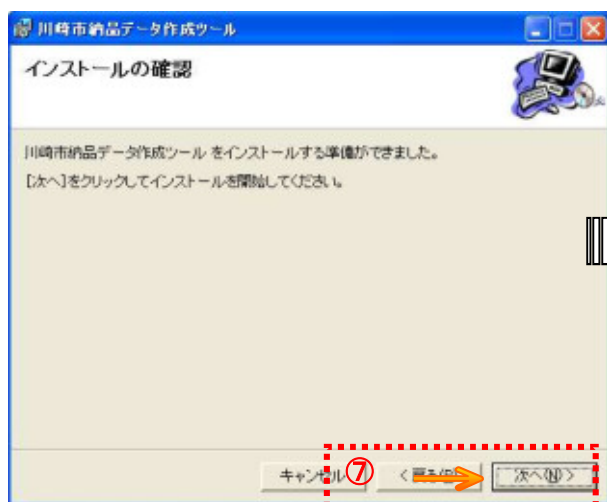 川崎市納品データ作成ツール
インストールの確認
川崎市納品データ作成ツール をインストールする準備ができました。
[次へ]をクリックしてインストールを開始してください。
キャンセル ⑦ < 戻る(B) 次へ(N) >